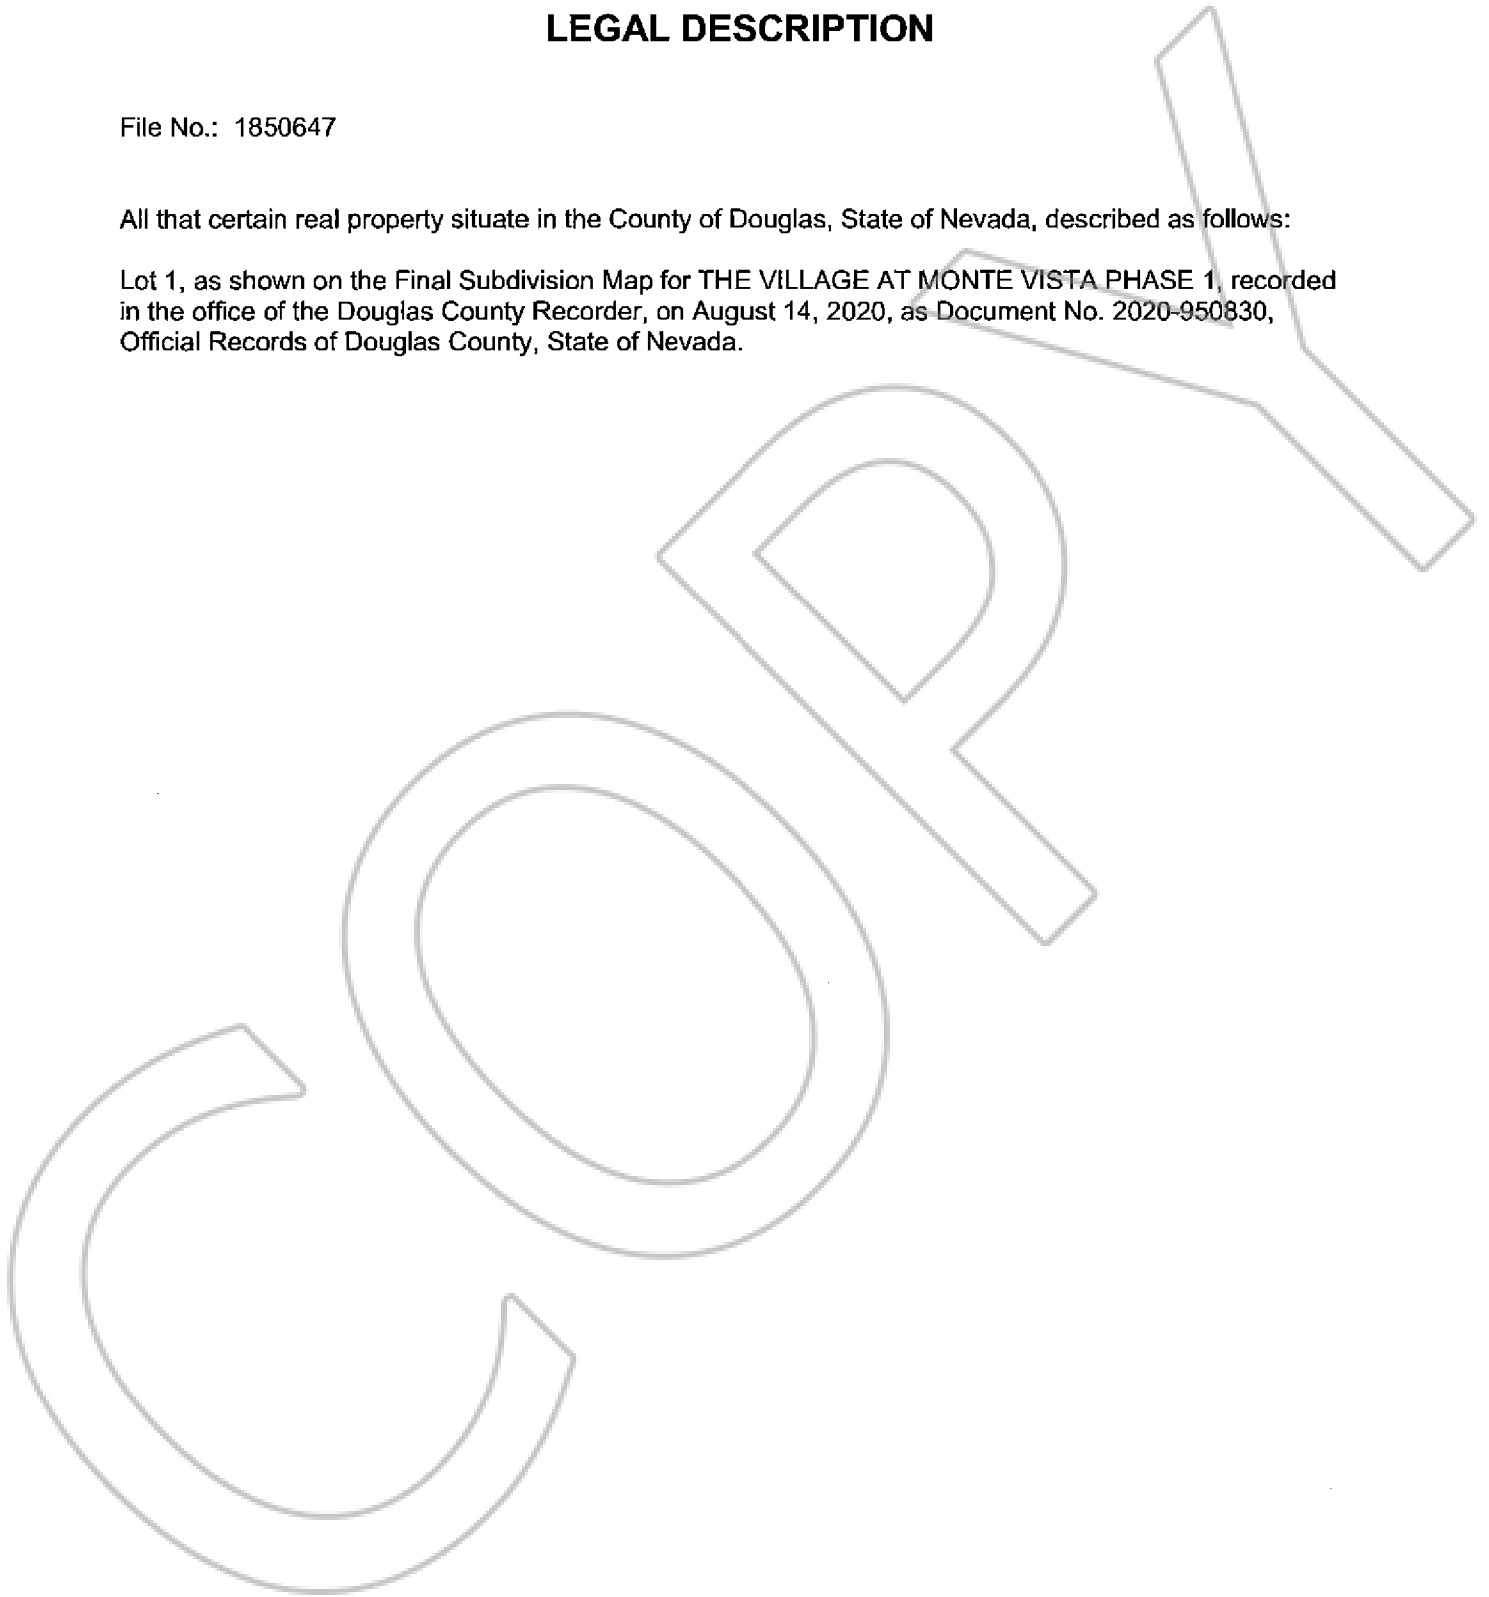 LEGAL DESCRIPTION
File No.: 1850647
All that certain real property situate in the County of Douglas, State of Nevada, described as follows:
Lot 1, as shown on the Final Subdivision Map for THE VILLAGE AT MONTE VISTA PHASE 1, recorded
in the office of the Douglas County Recorder, on August 14, 2020, as Document No. 2020-950830,
Official Records of Douglas County, State of Nevada.
COPY